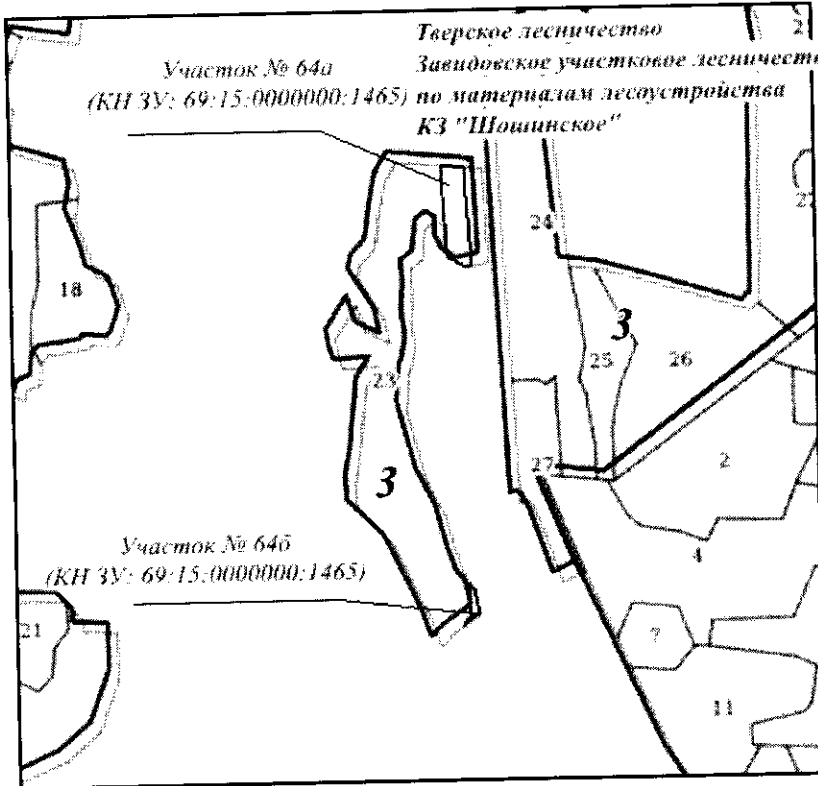 Тверское лесничество
Завидовское участковое лесничеств
по материалам лесоустройства
КЗ "Шошинское"
Участок № 64а
(КН ЗУ: 69:15:0000000:1465)
2
22
24
18
3
25
26
23
3
27
2
4
Участок № 64б
(КН ЗУ: 69:15:0000000:1465)
21
7
11